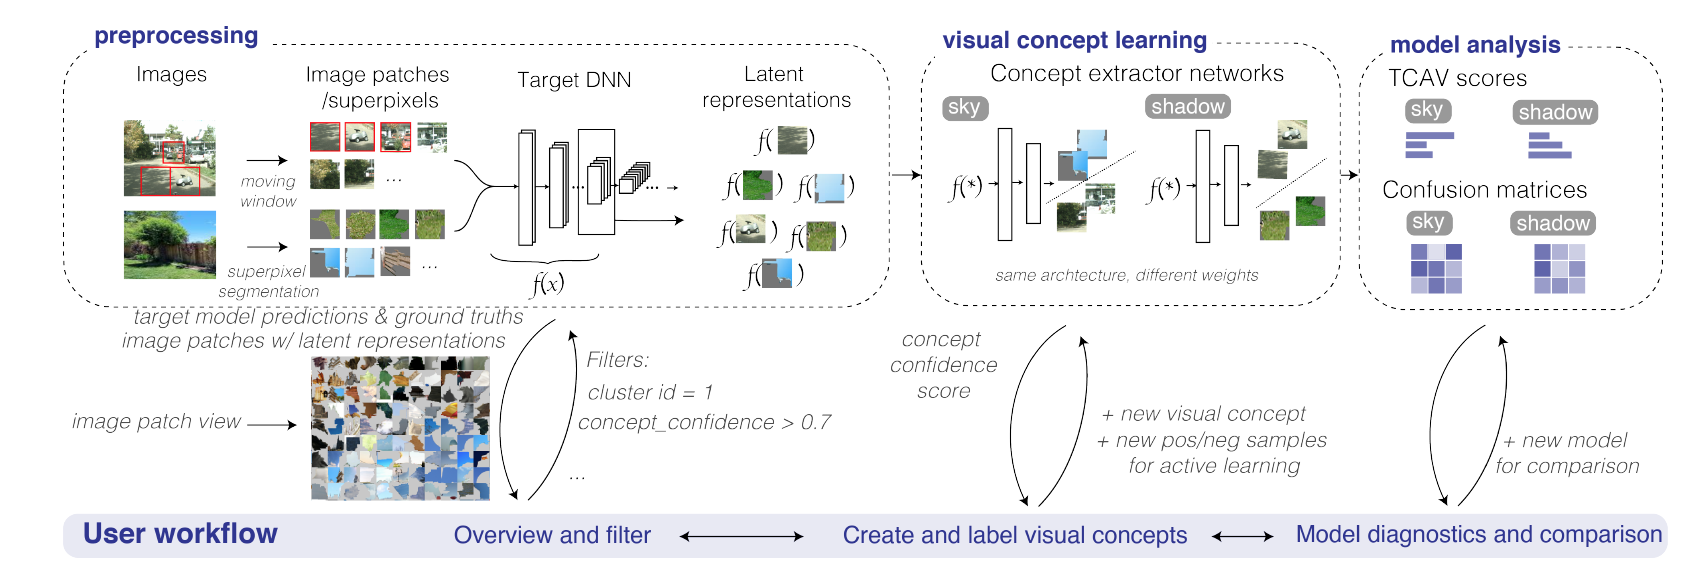 preprocessing
Images
Image patches
/superpixels
Target DNN
Latent
representations
moving
window
...
superpixel
segmentation
...
...
...
f(x)
f( )
f( ) f( )
f( ) f( )
f( )
visual concept learning
Concept extractor networks
sky
shadow
f(*)
f(*)
same archtecture, different weights
model analysis
TCAV scores
sky
shadow
Confusion matrices
sky
shadow
target model predictions & ground truths
image patches w/ latent representations
image patch view
Filters:
cluster id = 1
concept_confidence > 0.7
...
concept
confidence
score
+ new visual concept
+ new pos/neg samples
for active learning
+ new model
for comparison
User workflow
Overview and filter
Create and label visual concepts
Model diagnostics and comparison